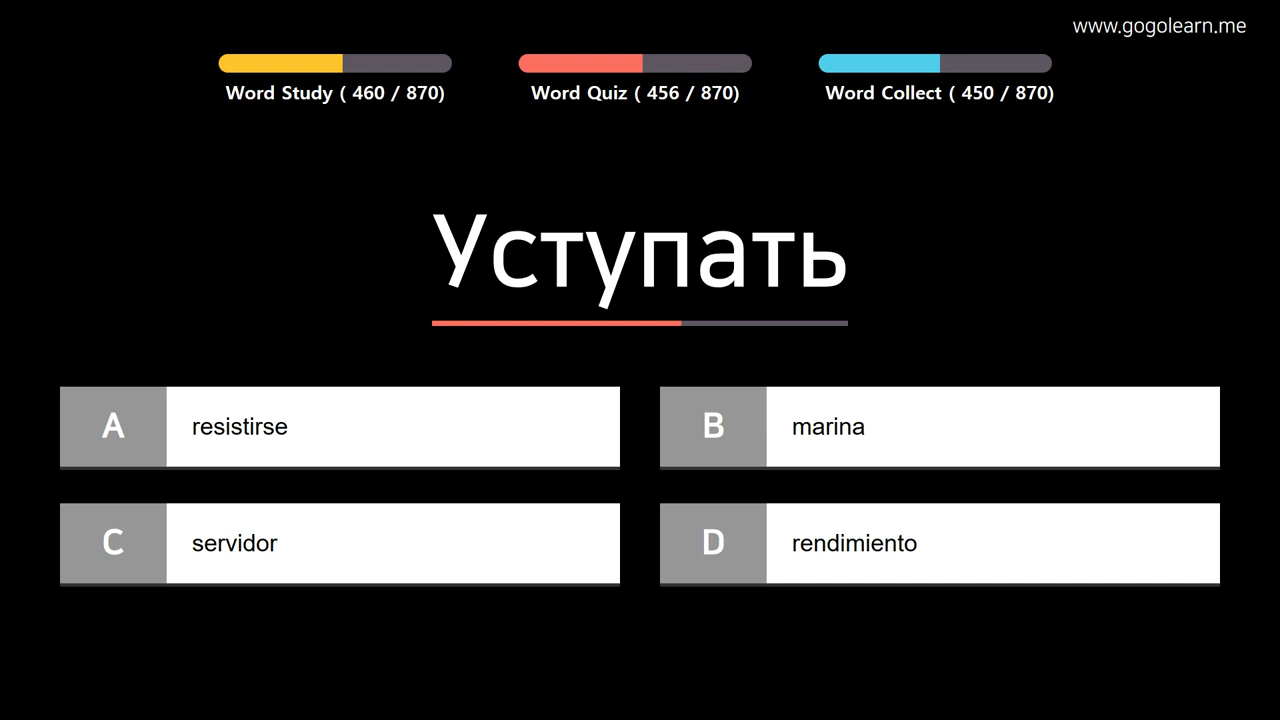 www.gogolearn.me
Word Study ( 460 / 870)
Word Quiz ( 456 / 870)
Word Collect ( 450 / 870)
Уступать
A resistirse
B marina
C servidor
D rendimiento